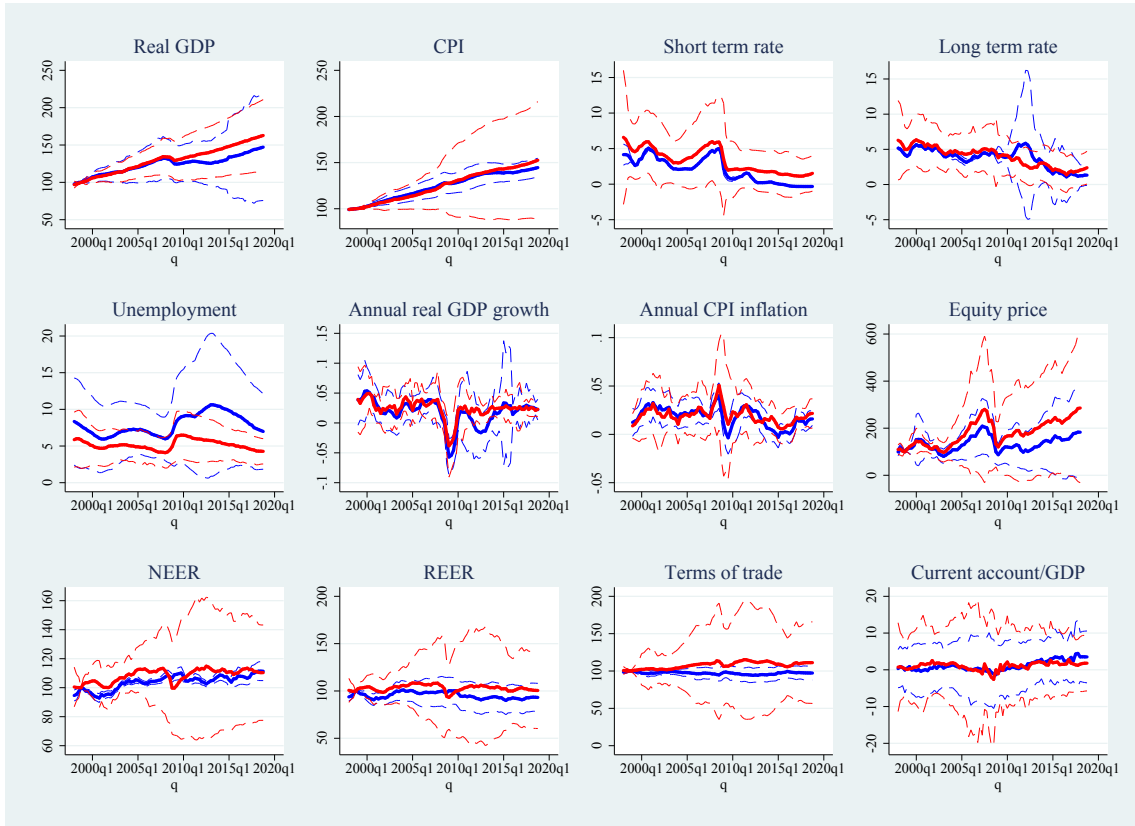 Real GDP
CPI
Short term rate
Long term rate
50 100 150 200 250
100 150 200 250
-5 0 5 10 15
-5 0 5 10 15
2000q1 2005q1 2010q1 2015q1 2020q1
2000q1 2005q1 2010q1 2015q1 2020q1
2000q1 2005q1 2010q1 2015q1 2020q1
2000q1 2005q1 2010q1 2015q1 2020q1
q
q
q
q
Unemployment
Annual real GDP growth
Annual CPI inflation
Equity price
0 5 10 15 20
-.1 -.05 0 .05 .1 .15
-.05 0 .05 .1
0 200 400 600
2000q1 2005q1 2010q1 2015q1 2020q1
2000q1 2005q1 2010q1 2015q1 2020q1
2000q1 2005q1 2010q1 2015q1 2020q1
2000q1 2005q1 2010q1 2015q1 2020q1
q
q
q
q
NEER
REER
Terms of trade
Current account/GDP
60 80 100 120 140 160
50 100 150 200
0 50 100 150 200
-20 -10 0 10 20
2000q1 2005q1 2010q1 2015q1 2020q1
2000q1 2005q1 2010q1 2015q1 2020q1
2000q1 2005q1 2010q1 2015q1 2020q1
2000q1 2005q1 2010q1 2015q1 2020q1
q
q
q
q